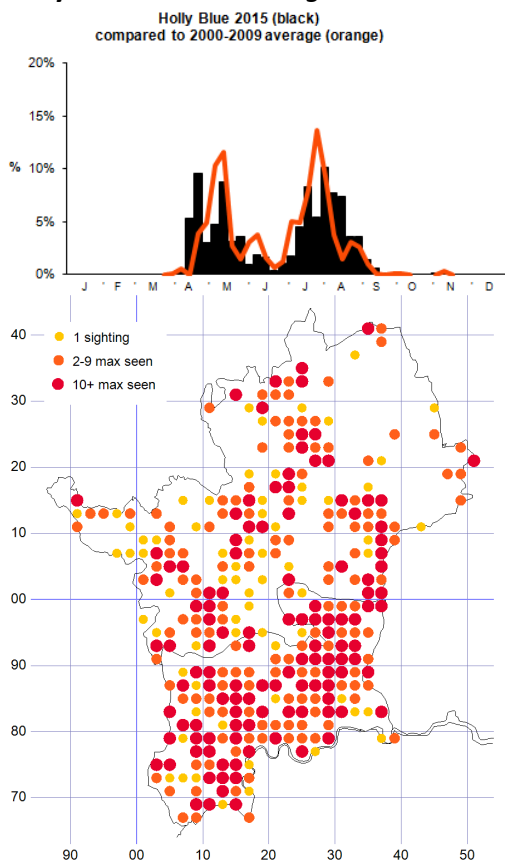 Holly Blue 2015 (black)
compared to 2000-2009 average (orange)
20%
15%
%
10%
5%
0%
J F M A M J J A S O N D
40
1 sighting
2-9 max seen
10+ max seen
30
20
10
00
90
80
70
90 00 10 20 30 40 50